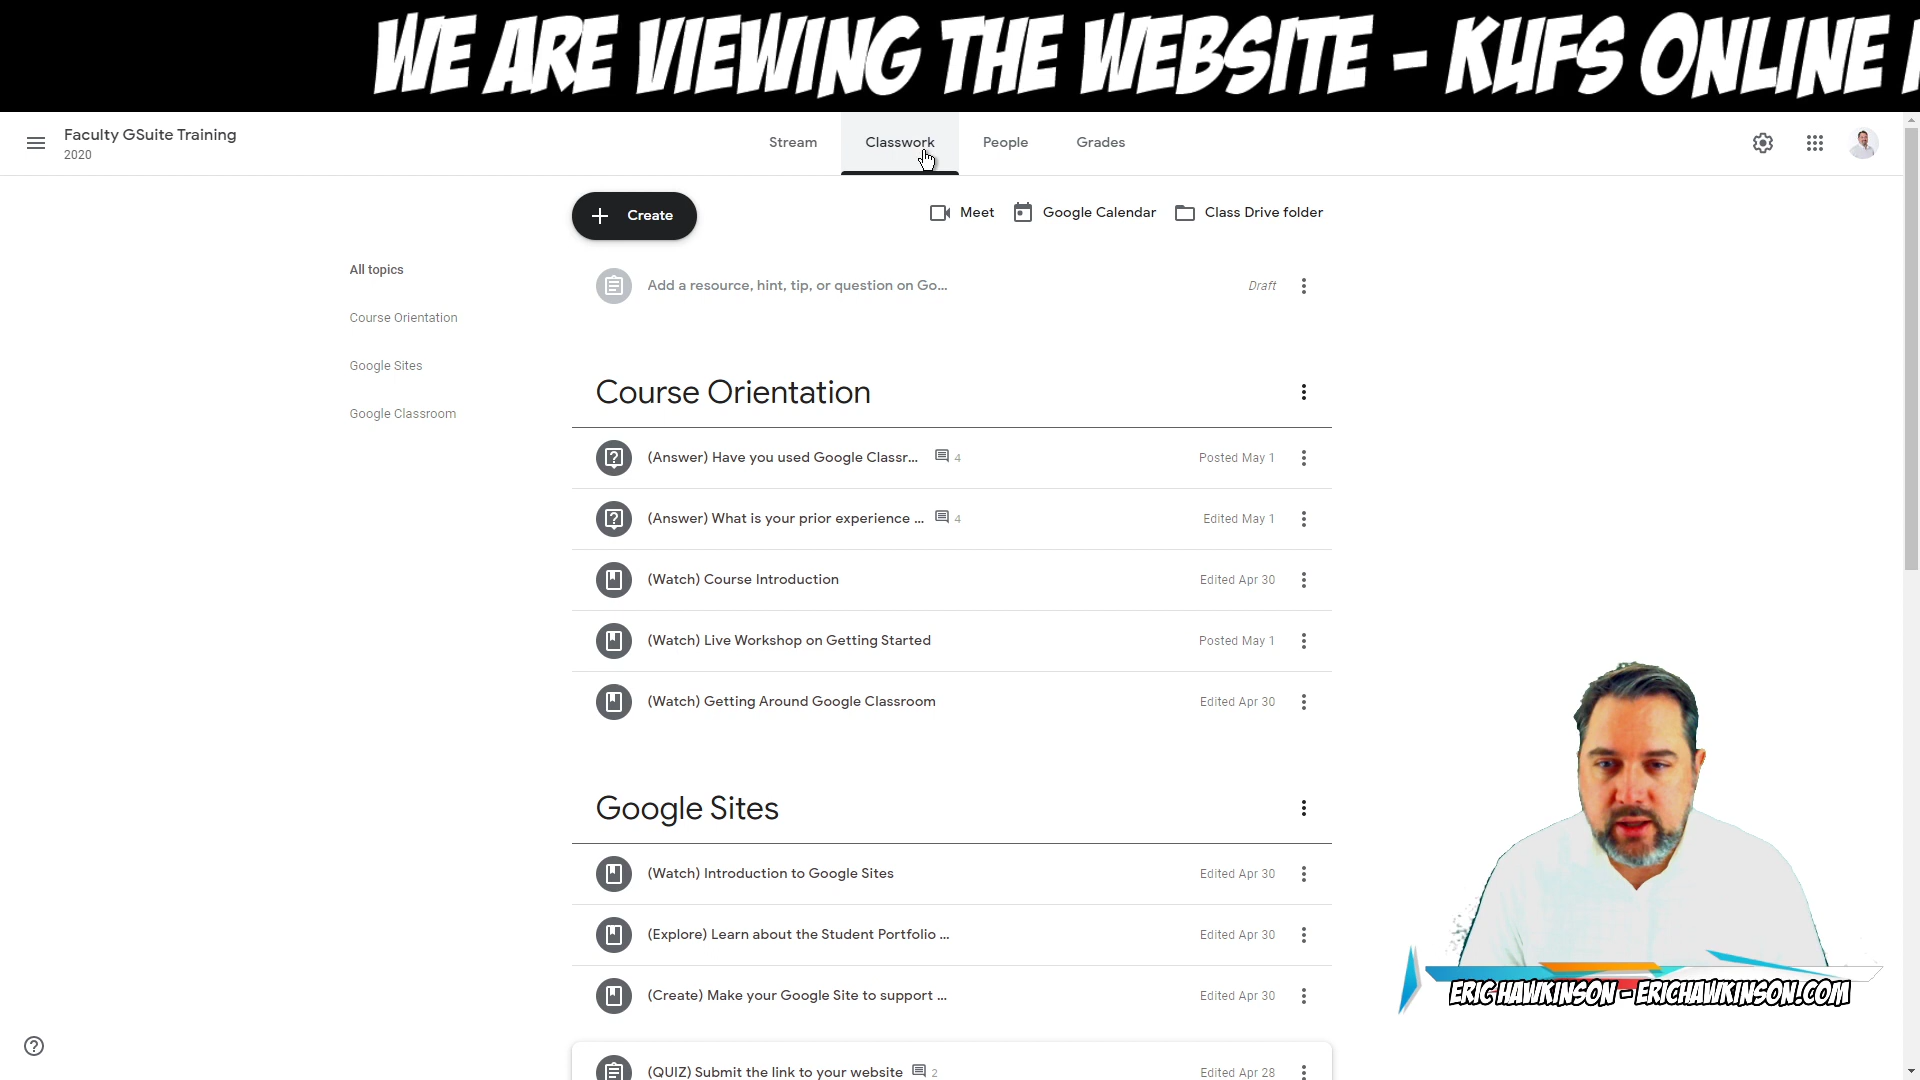 WE ARE VIEWING THE WEBSITE - KUFS ONLINE
Faculty GSuite Training
2020
Stream
Classwork
People
Grades
Create
Meet
Google Calendar
Class Drive folder
All topics
Course Orientation
Google Sites
Google Classroom
Add a resource, hint, tip, or question on Go...
Draft
Course Orientation
(Answer) Have you used Google Classr... 4
Posted May 1
(Answer) What is your prior experience ... 4
Edited May 1
(Watch) Course Introduction
Edited Apr 30
(Watch) Live Workshop on Getting Started
Posted May 1
(Watch) Getting Around Google Classroom
Edited Apr 30
Google Sites
(Watch) Introduction to Google Sites
Edited Apr 30
(Explore) Learn about the Student Portfolio ...
Edited Apr 30
(Create) Make your Google Site to support ...
Edited Apr 30
(QUIZ) Submit the link to your website 2
Edited Apr 28
ERIC HAWKINSON - ERICHAWKINSON.COM